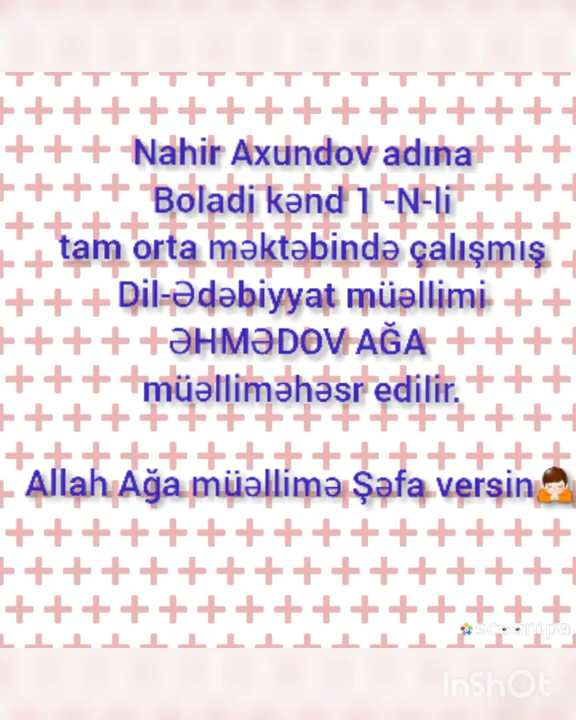 Nahir Axundov adına
Boladi kənd 1 -N-li
tam orta məktəbində çalışmış
Dil-Ədəbiyyat müəllimi
ƏHMƏDOV AĞA
müəlliməhəsr edilir.
Allah Ağa müəllimə Şəfa versin
scoompa
InShOt